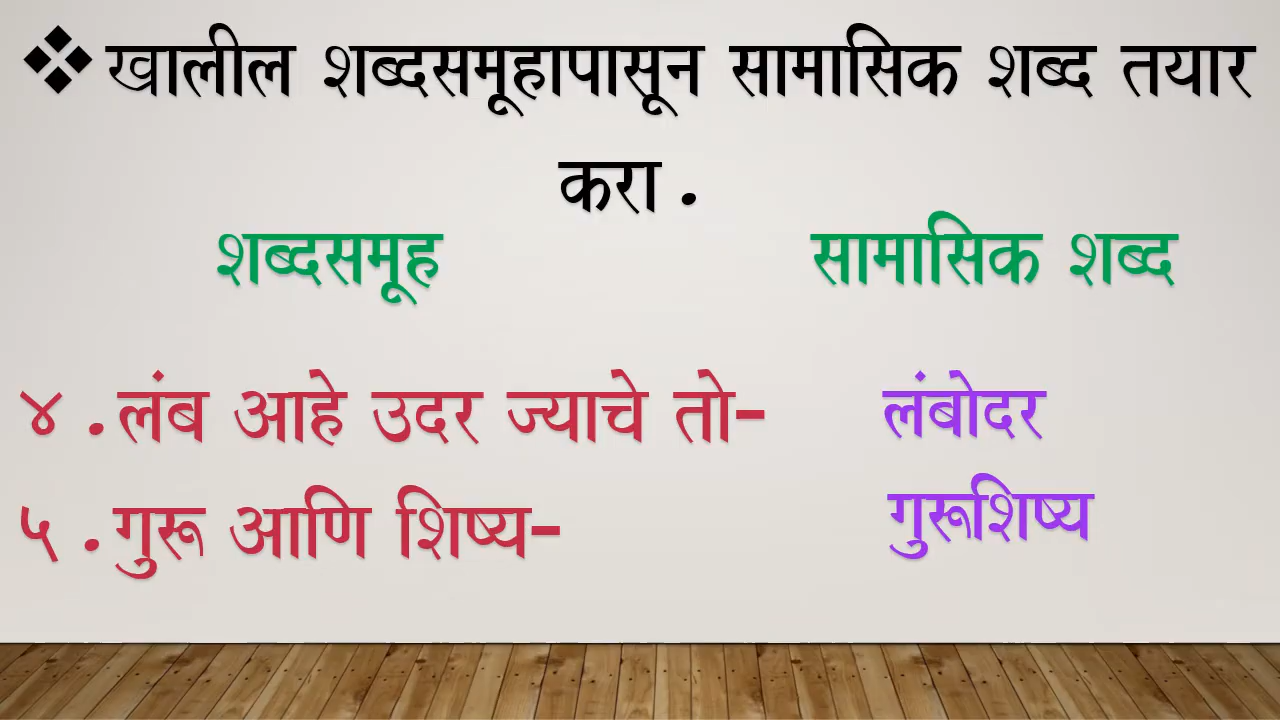 ❖खालील शब्दसमूहापासून सामासिक शब्द तयार
करा.
शब्दसमूह सामासिक शब्द
४.लंब आहे उदर ज्याचे तो- लंबोदर
५.गुरू आणि शिष्य- गुरूशिष्य